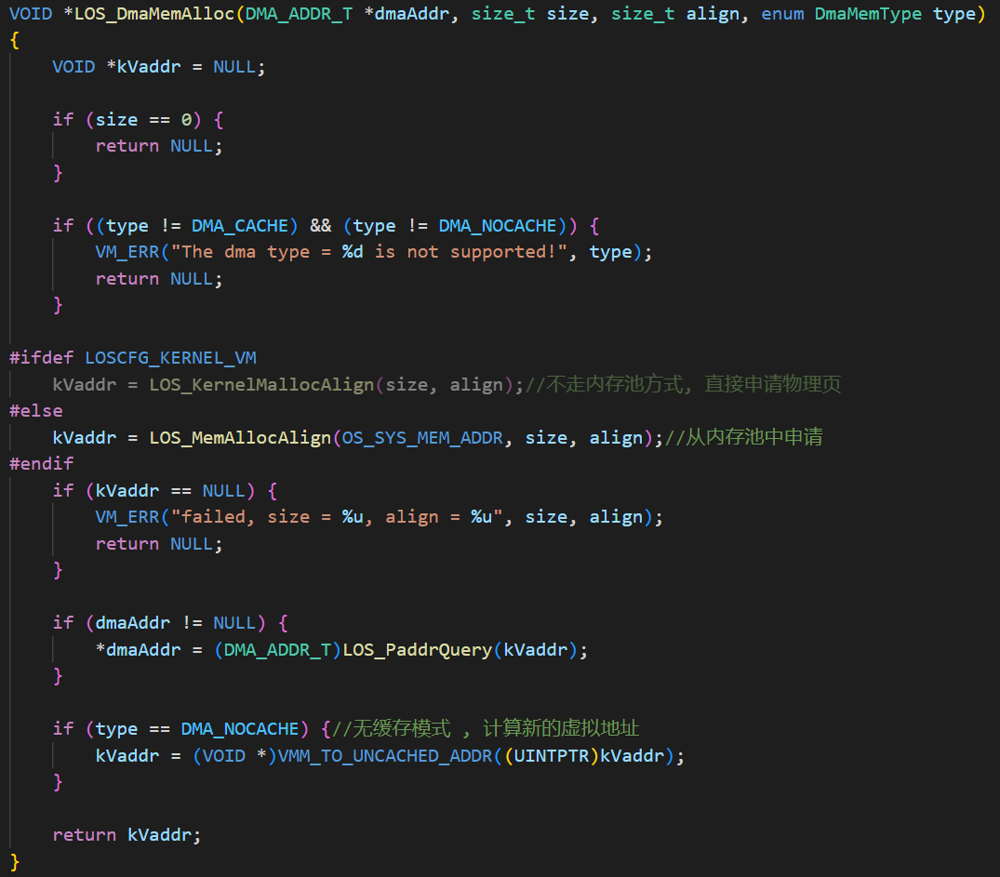 VOID *LOS_DmaMemAlloc(DMA_ADDR_T *dmaAddr, size_t size, size_t align, enum DmaMemType type)
{
    VOID *kVaddr = NULL;

    if (size == 0) {
        return NULL;
    }

    if ((type != DMA_CACHE) && (type != DMA_NOCACHE)) {
        VM_ERR("The dma type = %d is not supported!", type);
        return NULL;
    }

#ifdef LOSCFG_KERNEL_VM
    kVaddr = LOS_KernelMallocAlign(size, align);//不走内存池方式, 直接申请物理页
#else
    kVaddr = LOS_MemAllocAlign(OS_SYS_MEM_ADDR, size, align);//从内存池中申请
#endif
    if (kVaddr == NULL) {
        VM_ERR("failed, size = %u, align = %u", size, align);
        return NULL;
    }

    if (dmaAddr != NULL) {
        *dmaAddr = (DMA_ADDR_T)LOS_PaddrQuery(kVaddr);
    }

    if (type == DMA_NOCACHE) {//无缓存模式 , 计算新的虚拟地址
        kVaddr = (VOID *)VMM_TO_UNCACHED_ADDR((UINTPTR)kVaddr);
    }

    return kVaddr;
}